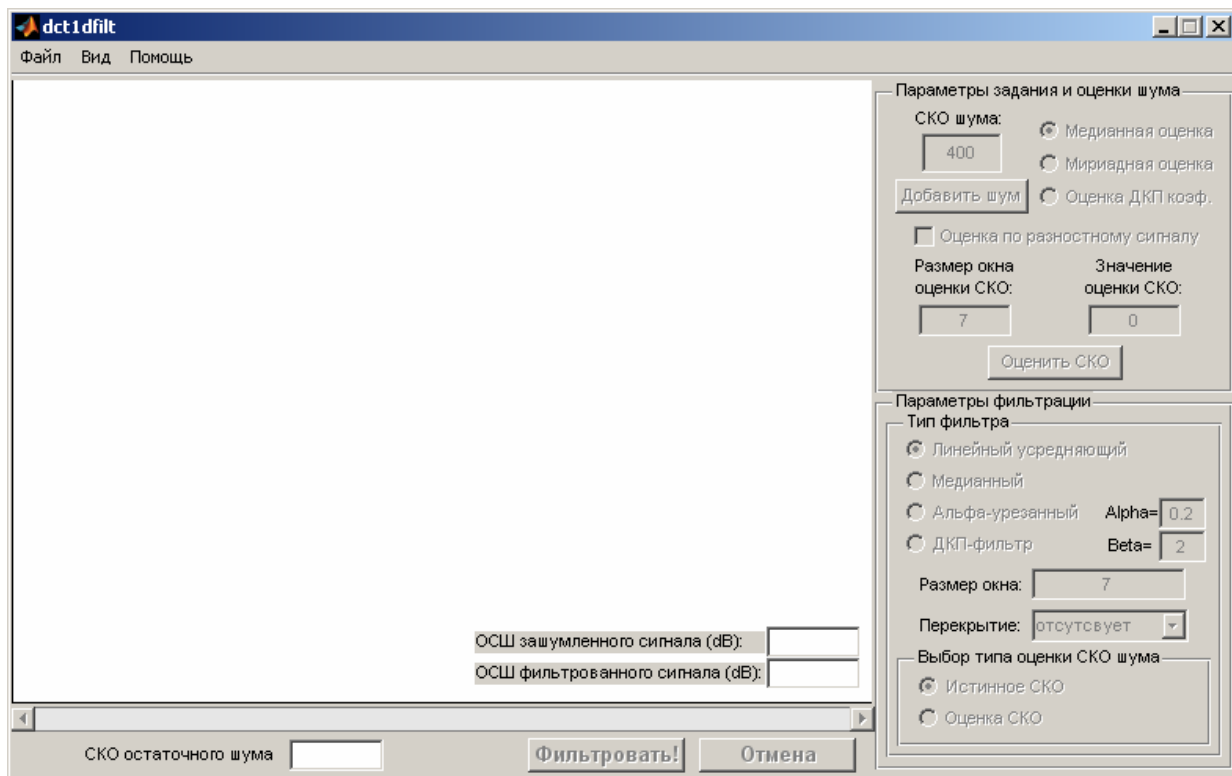 dct1dfilt
Файл Вид Помощь
Параметры задания и оценки шума
СКО шума:
400
Добавить шум
Медианная оценка
Мириадная оценка
Оценка ДКП коэф.
Оценка по разностному сигналу
Размер окна
оценки СКО:
7
Значение
оценки СКО:
0
Оценить СКО
Параметры фильтрации
Тип фильтра
Линейный усредняющий
Медианный
Альфа-урезанный Alpha= 0.2
ДКП-фильтр Beta= 2
Размер окна: 7
Перекрытие: отсутсвует
Выбор типа оценки СКО шума
Истинное СКО
Оценка СКО
ОСШ зашумленного сигнала (dB):
ОСШ фильтрованного сигнала (dB):
СКО остаточного шума
Фильтровать!
Отмена